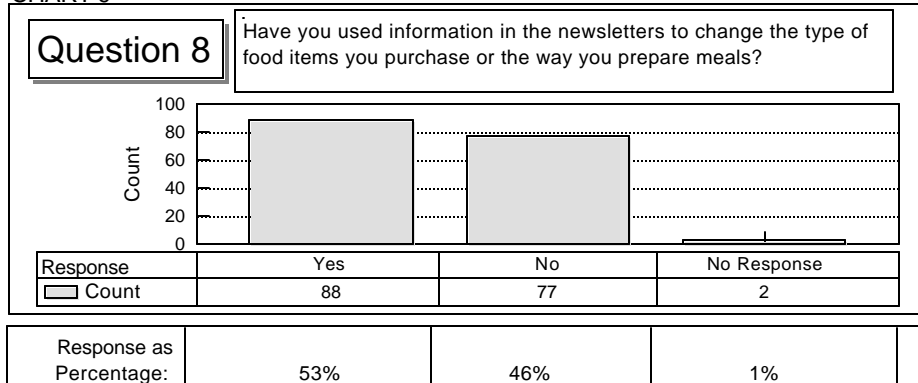 Question 8
Have you used information in the newsletters to change the type of
food items you purchase or the way you prepare meals?
100
80
60
40
20
0
Count
Response Yes No No Response
Count 88 77 2
Response as
Percentage: 53% 46% 1%